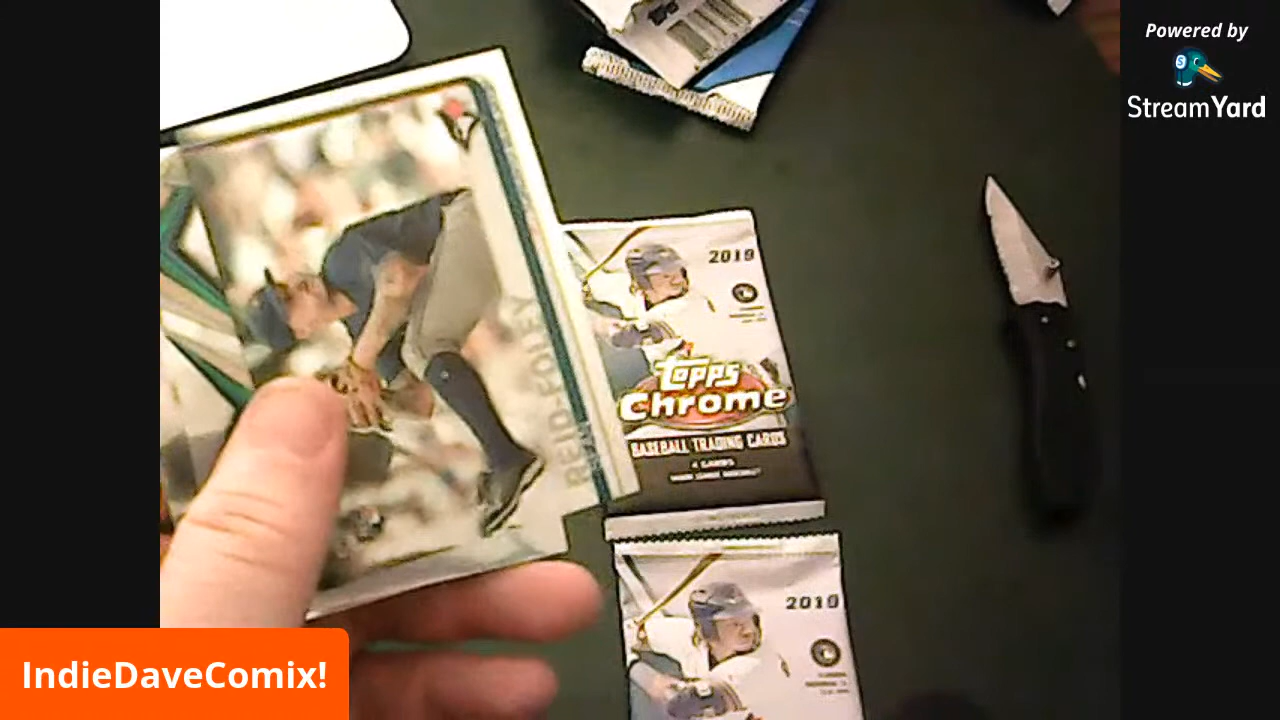 Powered by
StreamYard
REID-FOLEY
2019
topps
Chrome
BASEBALL TRADING CARDS
4 CARDS
2019
IndieDaveComix!